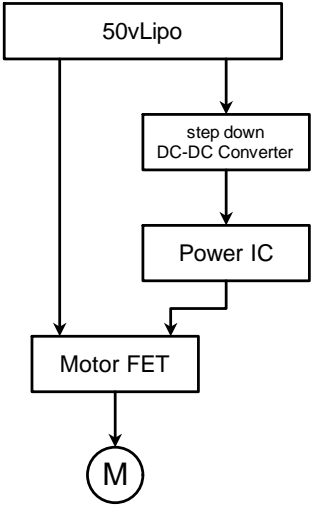 50vLipo
step down
DC-DC Converter
Power IC
Motor FET
M